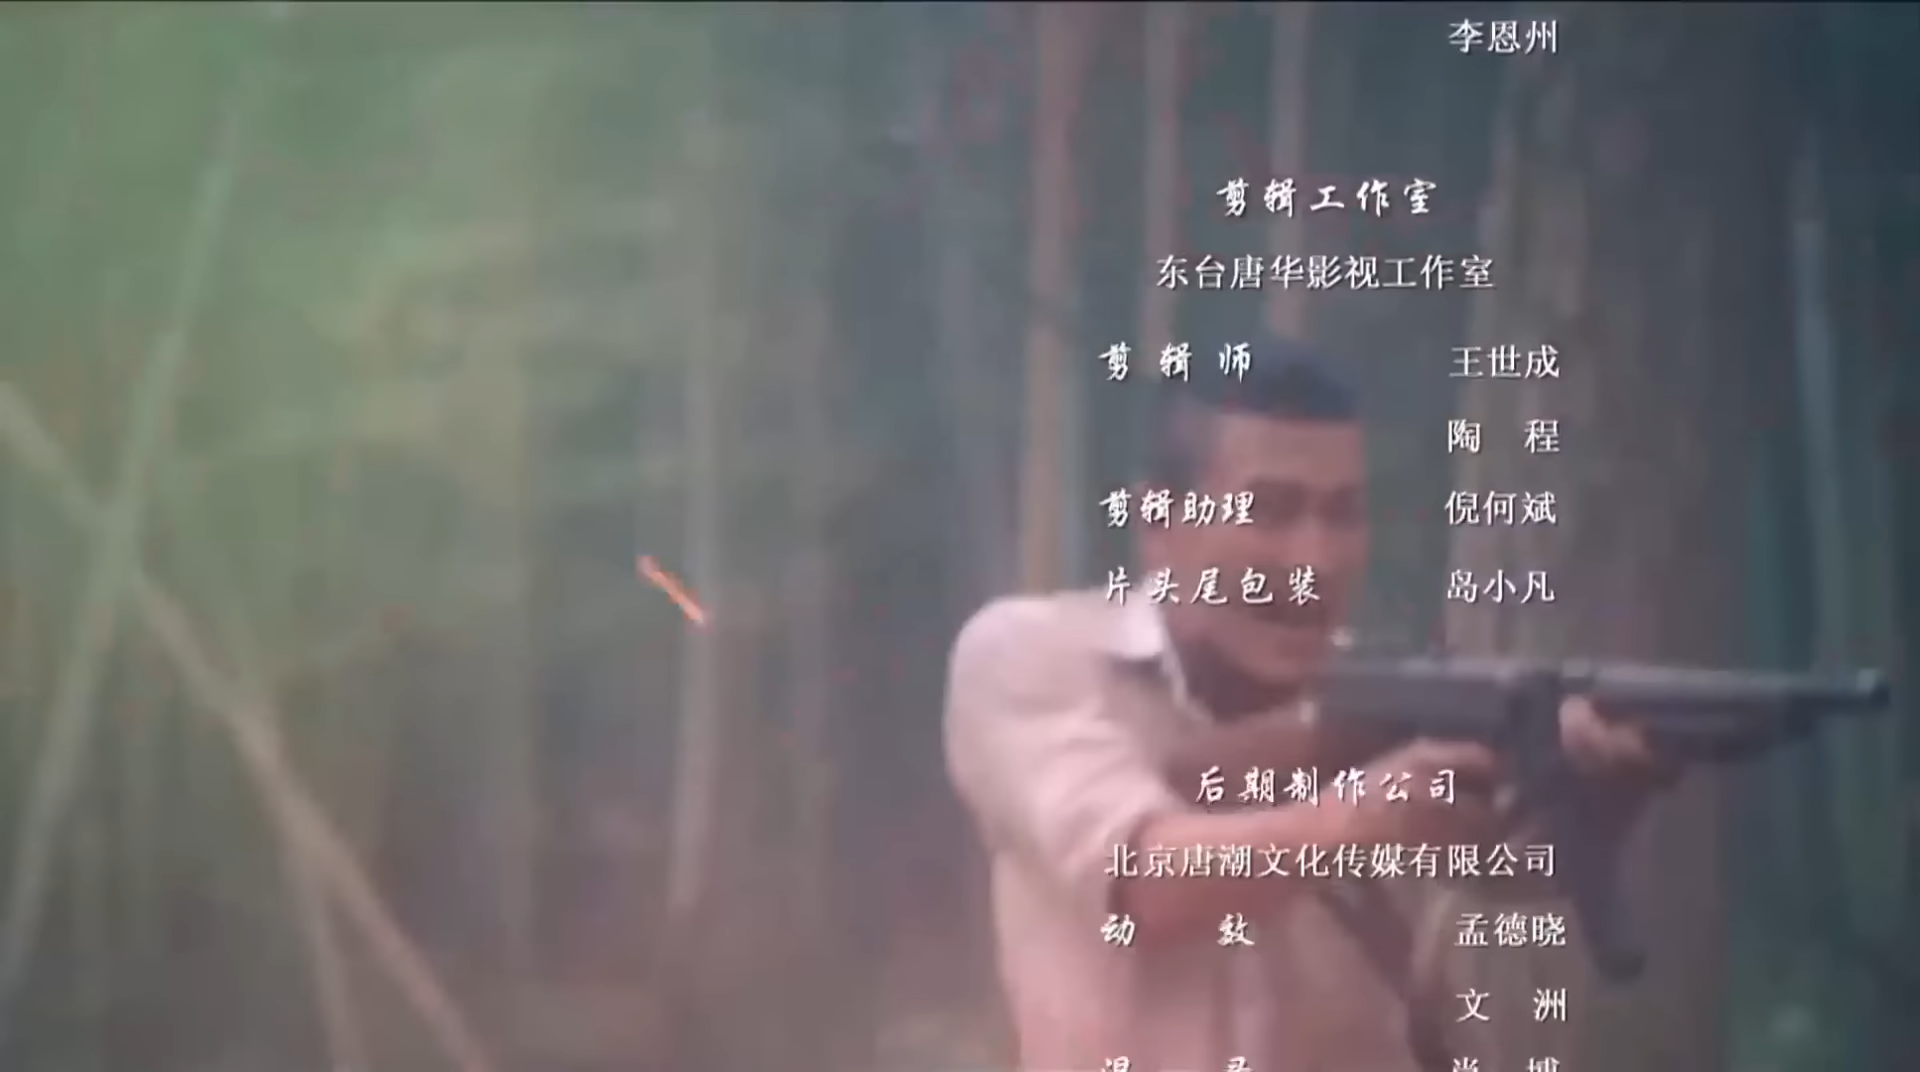 李恩州
剪辑工作室
东台唐华影视工作室
剪辑师 王世成
陶 程
剪辑助理 倪何斌
片头尾包装 岛小凡
后期制作公司
北京唐潮文化传媒有限公司
动 效 孟德晓
文 洲